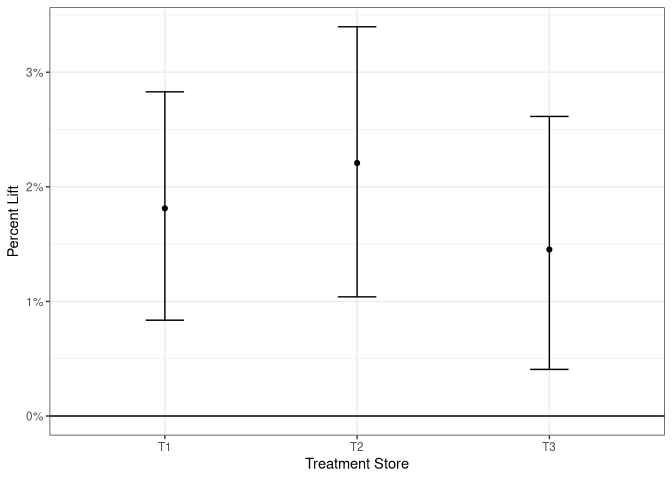 Percent Lift
3%
2%
1%
0%
T1 T2 T3
Treatment Store